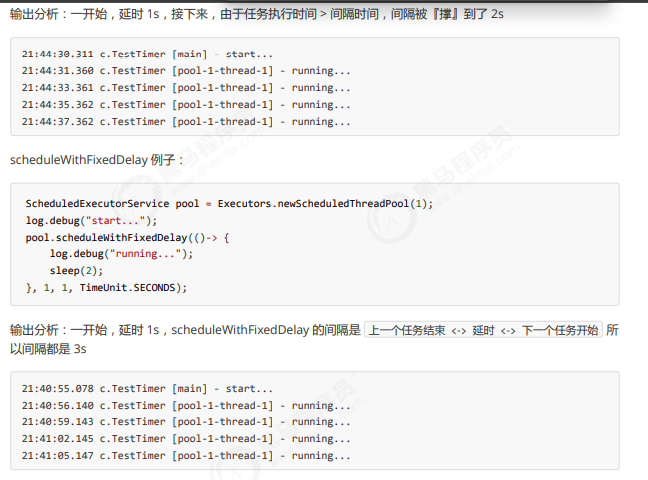 输出分析：一开始，延时 1s，接下来，由于任务执行时间 > 间隔时间，间隔被『撑』到了 2s
21:44:30.311 c.TestTimer [main] - start...
21:44:31.360 c.TestTimer [pool-1-thread-1] - running...
21:44:33.361 c.TestTimer [pool-1-thread-1] - running...
21:44:35.362 c.TestTimer [pool-1-thread-1] - running...
21:44:37.362 c.TestTimer [pool-1-thread-1] - running...
scheduleWithFixedDelay 例子：
ScheduledExecutorService pool = Executors.newScheduledThreadPool(1);
log.debug("start...");
pool.scheduleWithFixedDelay(()-> {
    log.debug("running...");
    sleep(2);
}, 1, 1, TimeUnit.SECONDS);
输出分析：一开始，延时 1s，scheduleWithFixedDelay 的间隔是 上一个任务结束 <-> 延时 <-> 下一个任务开始 所
以间隔都是 3s
21:40:55.078 c.TestTimer [main] - start...
21:40:56.140 c.TestTimer [pool-1-thread-1] - running...
21:40:59.143 c.TestTimer [pool-1-thread-1] - running...
21:41:02.145 c.TestTimer [pool-1-thread-1] - running...
21:41:05.147 c.TestTimer [pool-1-thread-1] - running...
黑马程序员